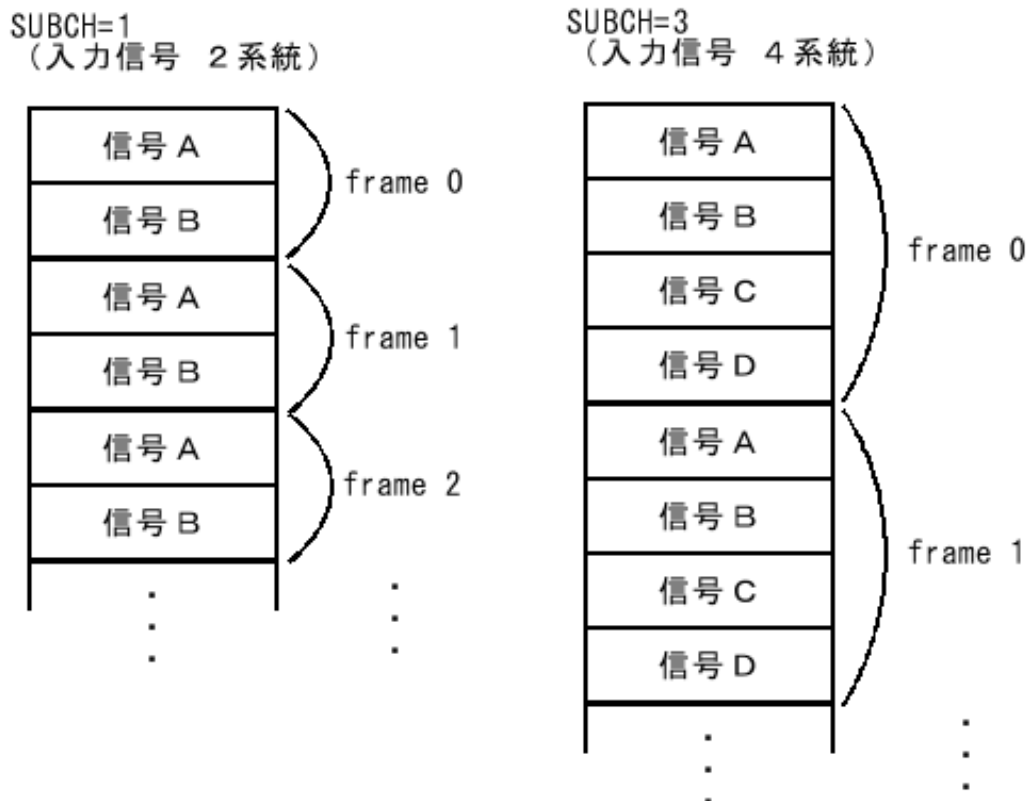 SUBCH=1
（入力信号 ２系統）
信号Ａ
信号Ｂ
frame 0
信号Ａ
信号Ｂ
frame 1
信号Ａ
信号Ｂ
frame 2
SUBCH=3
（入力信号 ４系統）
信号Ａ
信号Ｂ
信号Ｃ
信号Ｄ
frame 0
信号Ａ
信号Ｂ
信号Ｃ
信号Ｄ
frame 1